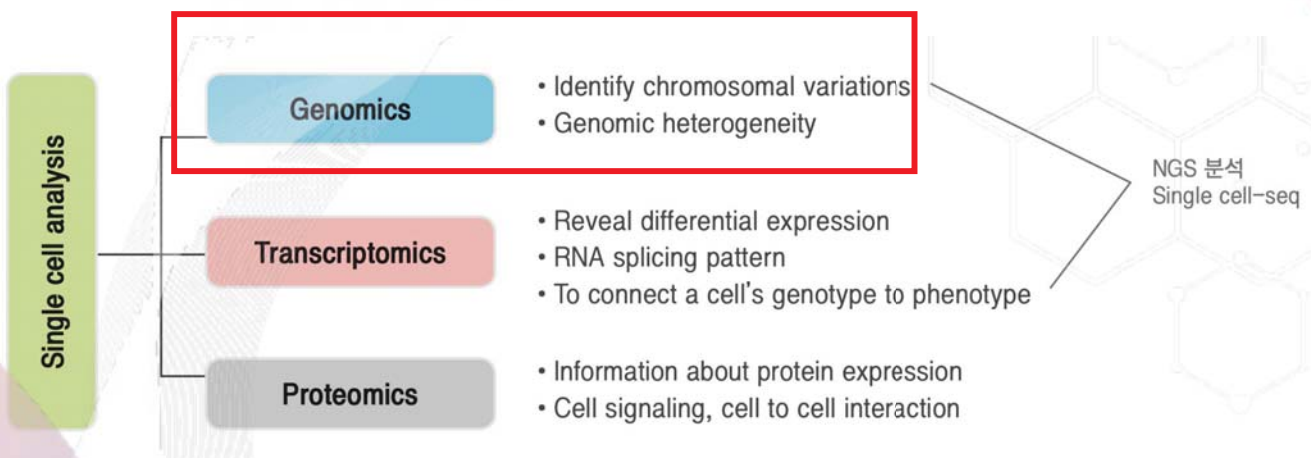 Single cell analysis
Genomics
• Identify chromosomal variations
• Genomic heterogeneity
Transcriptomics
• Reveal differential expression
• RNA splicing pattern
• To connect a cell's genotype to phenotype
Proteomics
• Information about protein expression
• Cell signaling, cell to cell interaction
NGS 분석
Single cell-seq